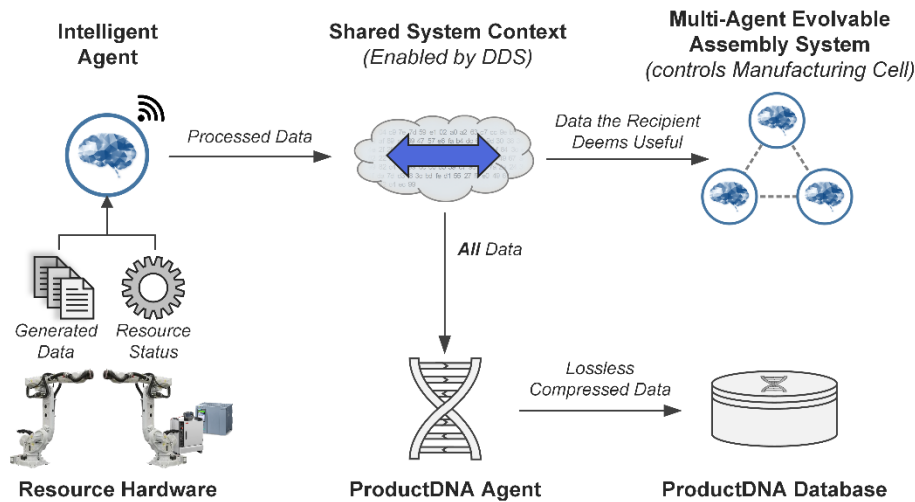 Intelligent
Agent
Shared System Context
(Enabled by DDS)
Multi-Agent Evolvable
Assembly System
(controls Manufacturing Cell)
Processed Data
Data the Recipient
Deems Useful
All Data
Generated
Data
Resource
Status
Lossless
Compressed Data
Resource Hardware
ProductDNA Agent
ProductDNA Database